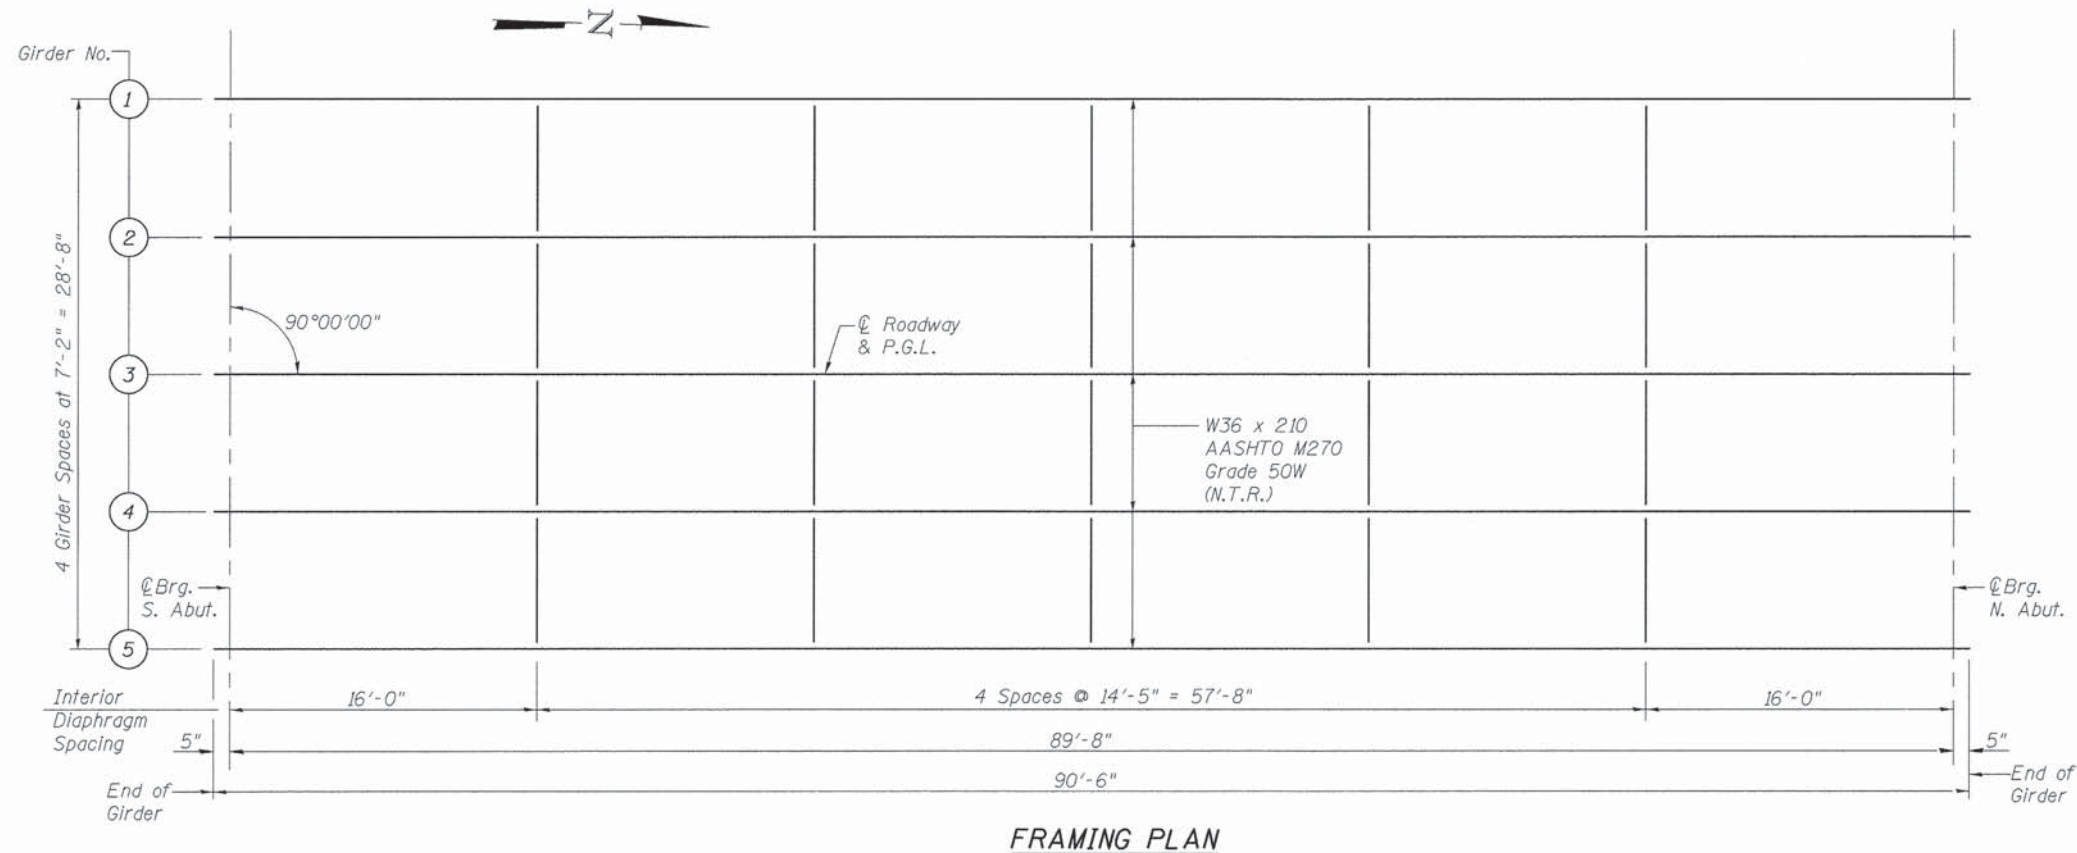 N
Girder No.
1
2
3
4
5
4 Girder Spaces at 7'-2" = 28'-8"
90°00'00"
℄ Roadway
& P.G.L.
W36 x 210
AASHTO M270
Grade 50W
(N.T.R.)
℄ Brg.
S. Abut.
℄ Brg.
N. Abut.
Interior
Diaphragm
Spacing
16'-0"
4 Spaces @ 14'-5" = 57'-8"
16'-0"
5"
89'-8"
5"
90'-6"
End of
Girder
End of
Girder
FRAMING PLAN